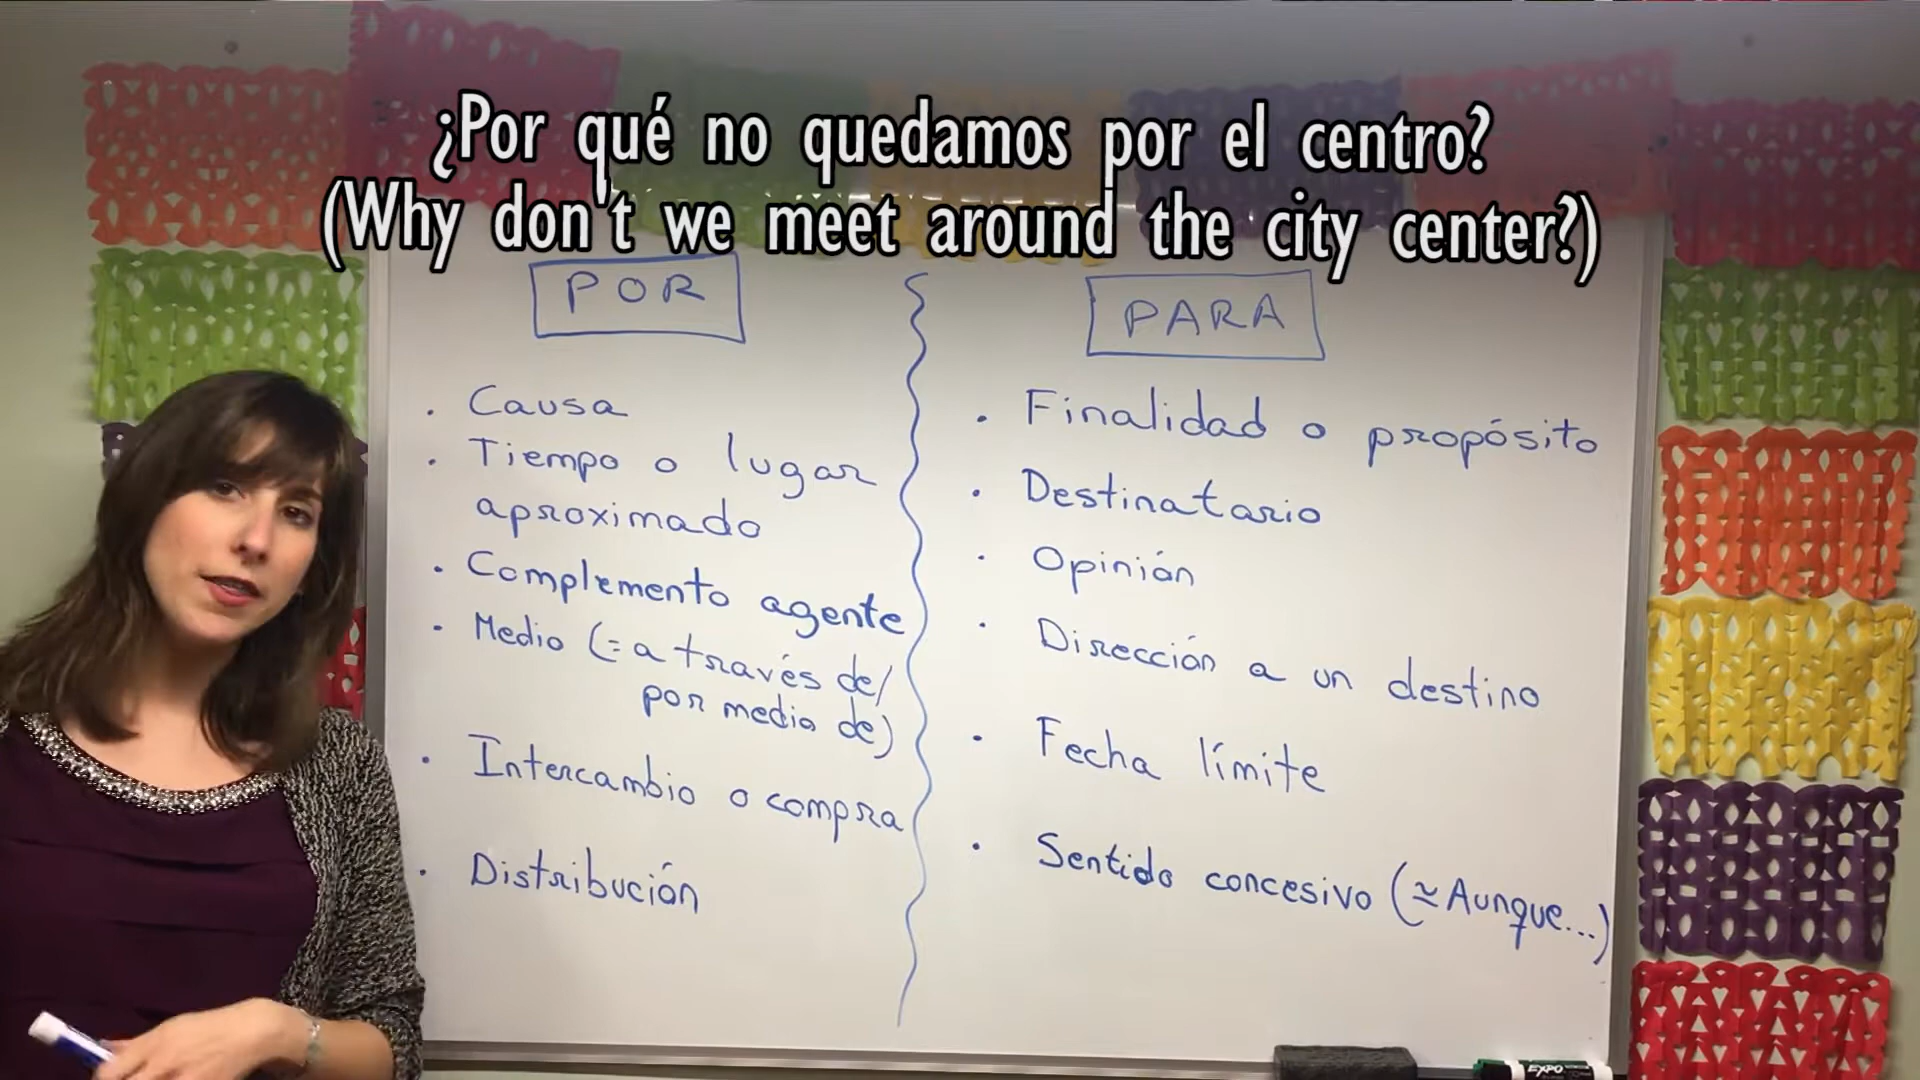 ¿Por qué no quedamos por el centro?
(Why don't we meet around the city center?)
POR
. Causa
. Tiempo o lugar
aproximado
. Complemento agente
. Medio (= a través de/
por medio de)
. Intercambio o compra
. Distribución
PARA
. Finalidad o propósito
. Destinatario
. Opinión
. Dirección a un destino
. Fecha límite
. Sentido concesivo (≈ Aunque...)
EXPO